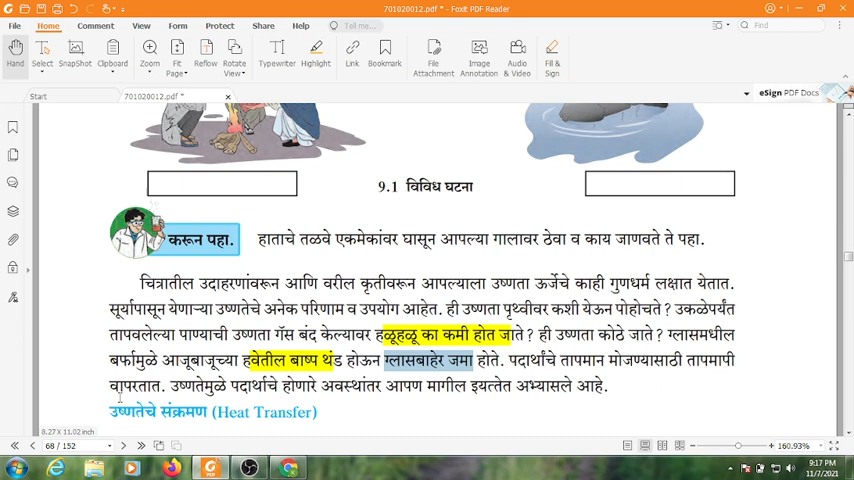 701020012.pdf * - Foxit PDF Reader
File Home Comment View Form Protect Share Help Tell me... Find
Hand Select SnapShot Clipboard Zoom Fit Page Reflow Rotate View Typewriter Highlight Link Bookmark File Attachment Image Annotation Audio & Video Fill & Sign
Start 701020012.pdf * eSign PDF Docs
9.1 विविध घटना
करून पहा. हाताचे तळवे एकमेकांवर घासून आपल्या गालावर ठेवा व काय जाणवते ते पहा.
चित्रातील उदाहरणांवरून आणि वरील कृतीवरून आपल्याला उष्णता ऊर्जेचे काही गुणधर्म लक्षात येतात.
सूर्यापासून येणाऱ्या उष्णतेचे अनेक परिणाम व उपयोग आहेत. ही उष्णता पृथ्वीवर कशी येऊन पोहोचते ? उकळेपर्यंत
तापवलेल्या पाण्याची उष्णता गॅस बंद केल्यावर हळूहळू का कमी होत जाते ? ही उष्णता कोठे जाते ? ग्लासमधील
बर्फामुळे आजूबाजूच्या हवेतील बाष्प थंड होऊन ग्लासबाहेर जमा होते. पदार्थांचे तापमान मोजण्यासाठी तापमापी
वापरतात. उष्णतेमुळे पदार्थाचे होणारे अवस्थांतर आपण मागील इयत्तेत अभ्यासले आहे.
उष्णतेचे संक्रमण (Heat Transfer)
8.27 x 11.02 inch
68 / 152 160.93%
9:17 PM
11/7/2021